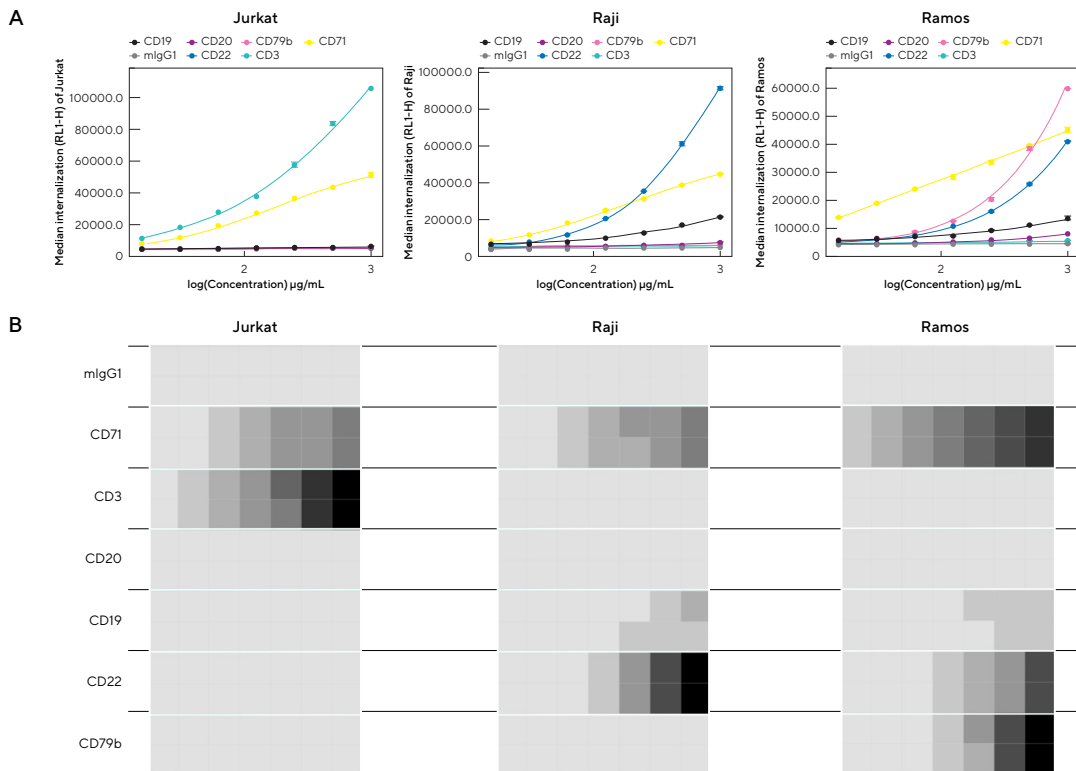 A
Jurkat
CD19 CD20 CD79b CD71
mIgG1 CD22 CD3
Median internalization (RL1-H) of Jurkat
100000.0
80000.0
60000.0
40000.0
20000.0
0
2 3
log(Concentration) µg/mL
Raji
CD19 CD20 CD79b CD71
mIgG1 CD22 CD3
Median internalization (RL1-H) of Raji
100000.0
80000.0
60000.0
40000.0
20000.0
0
2 3
log(Concentration) µg/mL
Ramos
CD19 CD20 CD79b CD71
mIgG1 CD22 CD3
Median internalization (RL1-H) of Ramos
60000.0
50000.0
40000.0
30000.0
20000.0
10000.0
0
2 3
log(Concentration) µg/mL
B
Jurkat Raji Ramos
mIgG1
CD71
CD3
CD20
CD19
CD22
CD79b